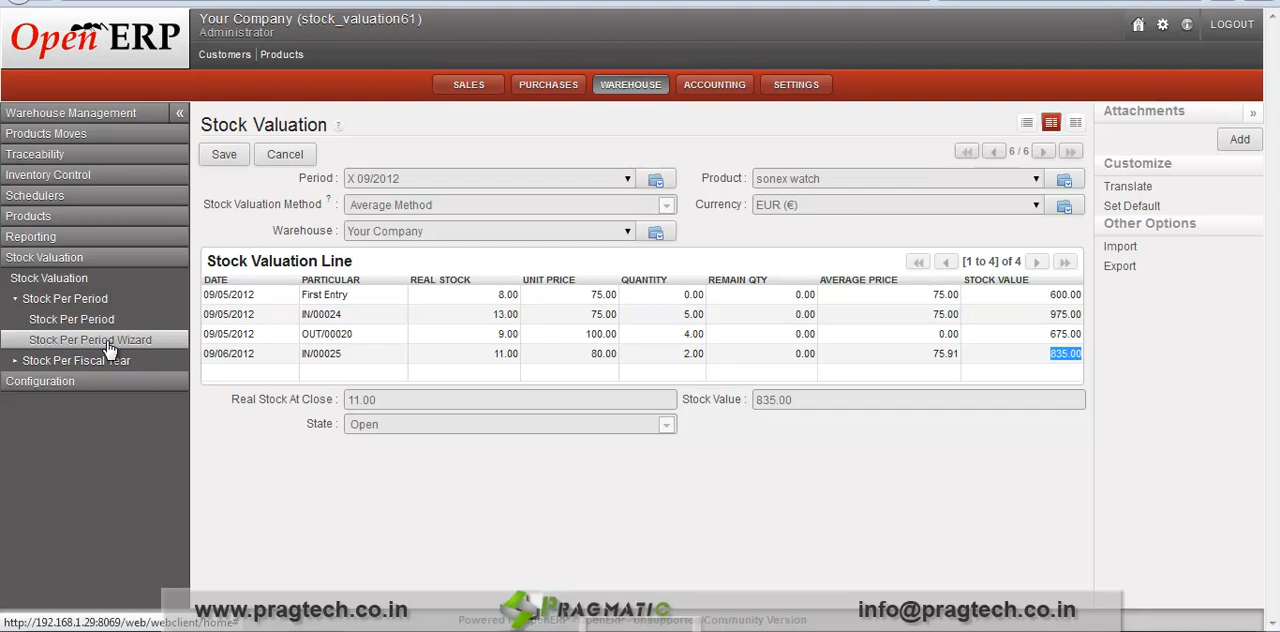 Open ERP
Your Company (stock_valuation61)
Administrator
Customers | Products
LOGOUT
SALES PURCHASES WAREHOUSE ACCOUNTING SETTINGS
Warehouse Management «
Products Moves
Traceability
Inventory Control
Schedulers
Products
Reporting
Stock Valuation
Stock Valuation
Stock Per Period
Stock Per Period
Stock Per Period Wizard
Stock Per Fiscal Year
Configuration
Stock Valuation ?
Save Cancel
6 / 6
Period : X 09/2012
Product : sonex watch
Stock Valuation Method ? : Average Method
Currency : EUR (€)
Warehouse : Your Company
Stock Valuation Line
[1 to 4] of 4
DATE PARTICULAR REAL STOCK UNIT PRICE QUANTITY REMAIN QTY AVERAGE PRICE STOCK VALUE
09/05/2012 First Entry 8.00 75.00 0.00 0.00 75.00 600.00
09/05/2012 IN/00024 13.00 75.00 5.00 0.00 75.00 975.00
09/05/2012 OUT/00020 9.00 100.00 4.00 0.00 0.00 675.00
09/06/2012 IN/00025 11.00 80.00 2.00 0.00 75.91 835.00
Real Stock At Close : 11.00
Stock Value : 835.00
State : Open
Attachments »
Add
Customize
Translate
Set Default
Other Options
Import
Export
www.pragtech.co.in
PRAGMATIC
info@pragtech.co.in
Powered by OpenERP - OpenERP - Unsupported/Community Version
http://192.168.1.29:8069/web/webclient/home#